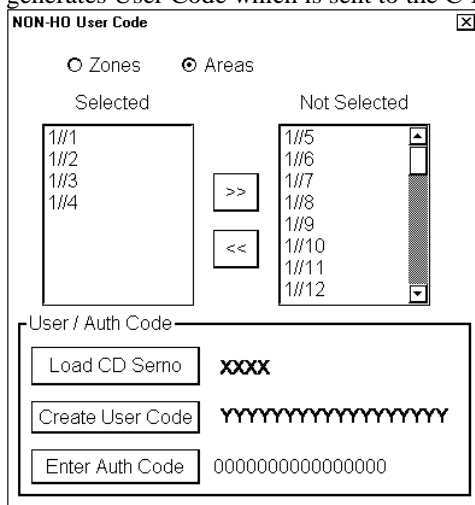 generates User Code which is sent to the C-
NON-HO User Code
Zones Areas
Selected Not Selected
1//1
1//2
1//3
1//4
1//5
1//6
1//7
1//8
1//9
1//10
1//11
1//12
>>
<<
User / Auth Code
Load CD Serno XXXX
Create User Code YYYYYYYYYYYYYYYYYYY
Enter Auth Code 0000000000000000